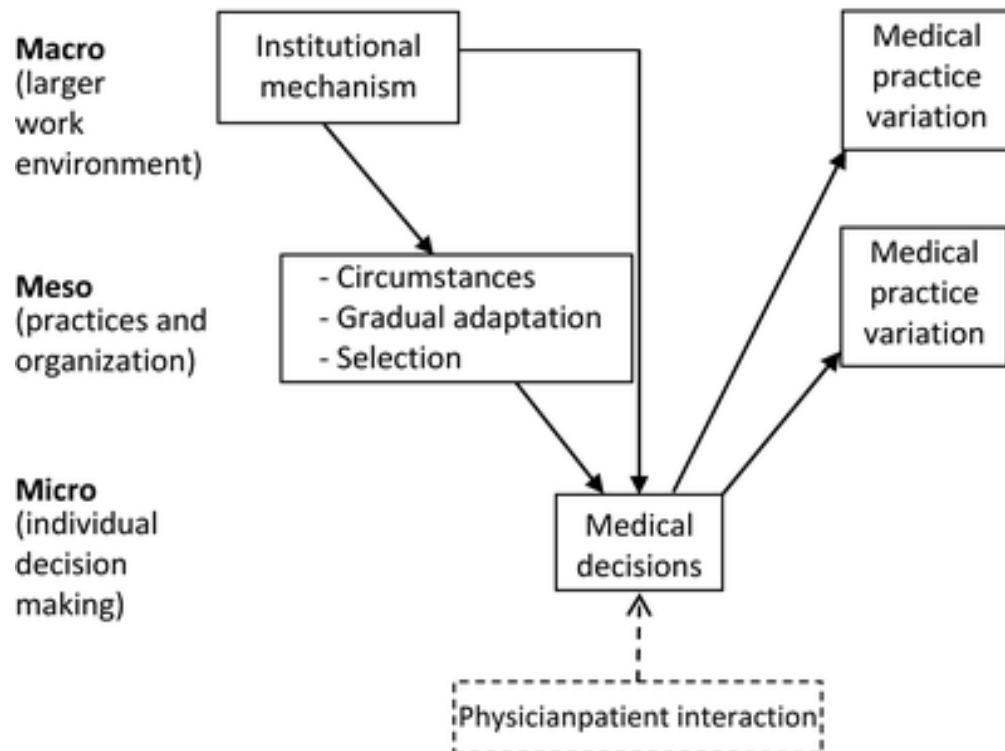 Macro
(larger
work
environment)
Institutional
mechanism
Medical
practice
variation
Meso
(practices and
organization)
- Circumstances
- Gradual adaptation
- Selection
Medical
practice
variation
Micro
(individual
decision
making)
Medical
decisions
Physicianpatient interaction